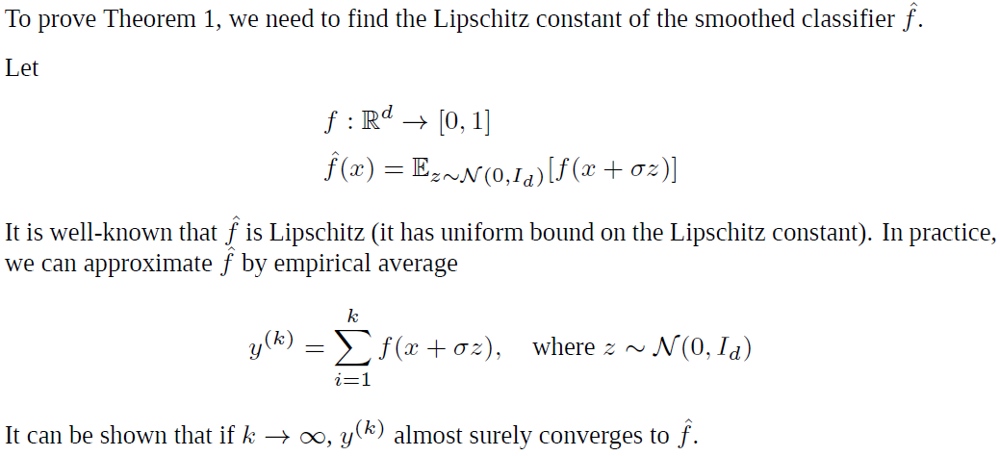 To prove Theorem 1, we need to find the Lipschitz constant of the smoothed classifier $\hat{f}$.
Let
$f : \mathbb{R}^d \to [0, 1]$
$\hat{f}(x) = \mathbb{E}_{z \sim \mathcal{N}(0, I_d)}[f(x + \sigma z)]$
It is well-known that $\hat{f}$ is Lipschitz (it has uniform bound on the Lipschitz constant). In practice,
we can approximate $\hat{f}$ by empirical average
$y^{(k)} = \sum_{i=1}^{k} f(x + \sigma z), \quad \text{where } z \sim \mathcal{N}(0, I_d)$
It can be shown that if $k \to \infty$, $y^{(k)}$ almost surely converges to $\hat{f}$.